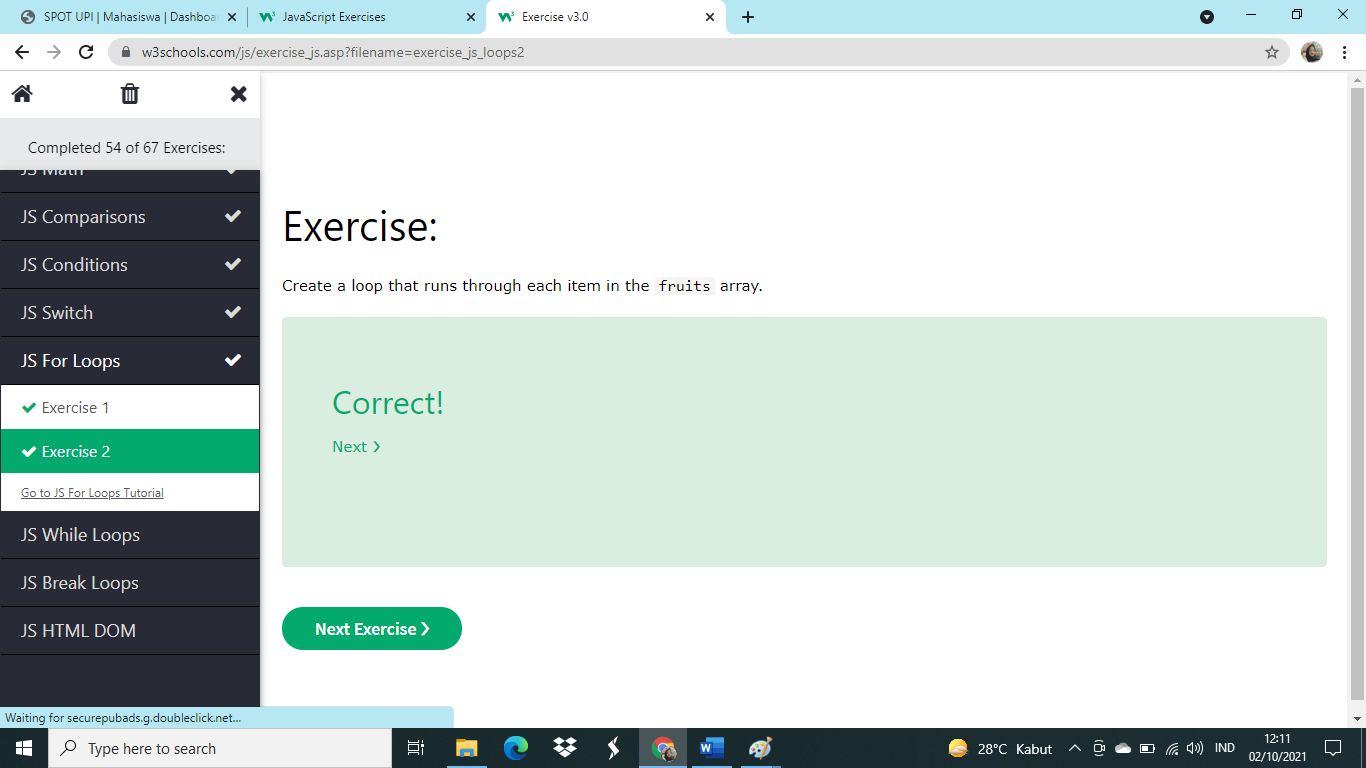 SPOT UPI | Mahasiswa | Dashboa
JavaScript Exercises
Exercise v3.0
w3schools.com/js/exercise_js.asp?filename=exercise_js_loops2
Completed 54 of 67 Exercises:
JS Math
JS Comparisons
JS Conditions
JS Switch
JS For Loops
Exercise 1
Exercise 2
Go to JS For Loops Tutorial
JS While Loops
JS Break Loops
JS HTML DOM
Exercise:
Create a loop that runs through each item in the fruits array.
Correct!
Next ❯
Next Exercise ❯
Waiting for securepubads.g.doubleclick.net...
Type here to search
28°C Kabut
IND
12:11
02/10/2021